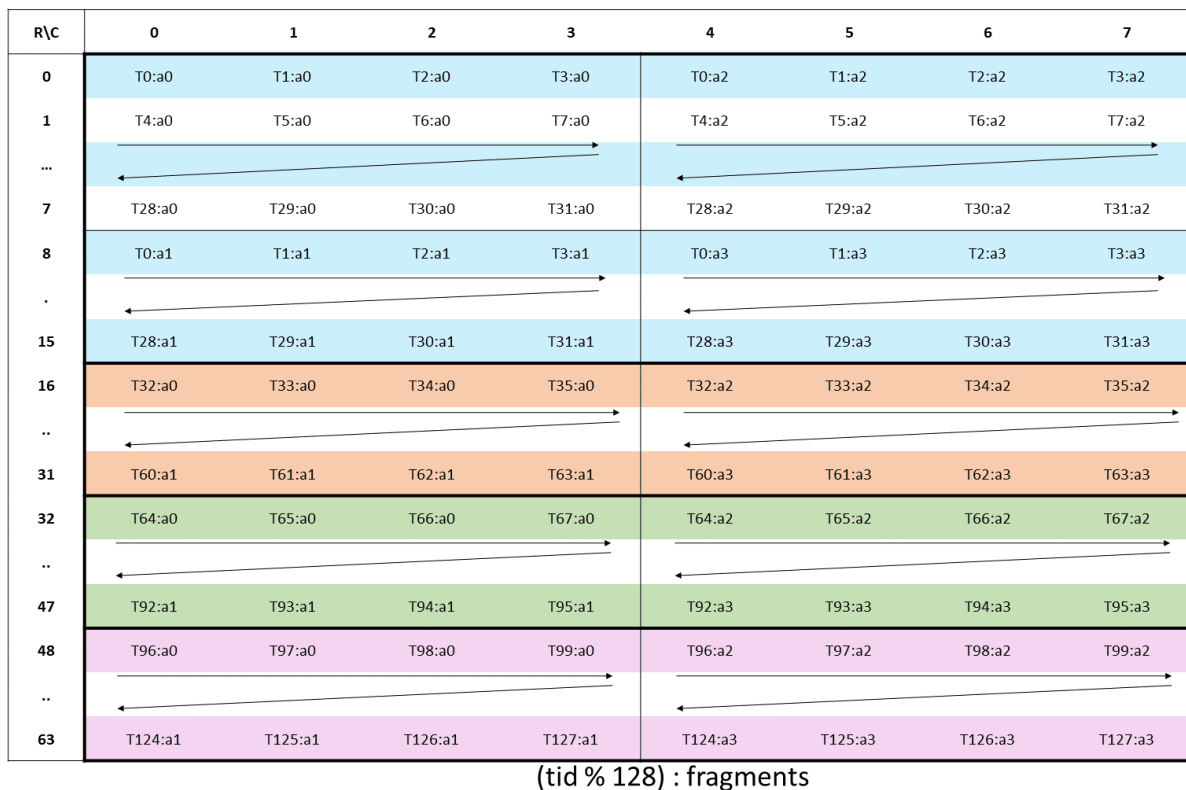 R\C 0 1 2 3 4 5 6 7
0 T0:a0 T1:a0 T2:a0 T3:a0 T0:a2 T1:a2 T2:a2 T3:a2
1 T4:a0 T5:a0 T6:a0 T7:a0 T4:a2 T5:a2 T6:a2 T7:a2
...
7 T28:a0 T29:a0 T30:a0 T31:a0 T28:a2 T29:a2 T30:a2 T31:a2
8 T0:a1 T1:a1 T2:a1 T3:a1 T0:a3 T1:a3 T2:a3 T3:a3
.
15 T28:a1 T29:a1 T30:a1 T31:a1 T28:a3 T29:a3 T30:a3 T31:a3
16 T32:a0 T33:a0 T34:a0 T35:a0 T32:a2 T33:a2 T34:a2 T35:a2
..
31 T60:a1 T61:a1 T62:a1 T63:a1 T60:a3 T61:a3 T62:a3 T63:a3
32 T64:a0 T65:a0 T66:a0 T67:a0 T64:a2 T65:a2 T66:a2 T67:a2
..
47 T92:a1 T93:a1 T94:a1 T95:a1 T92:a3 T93:a3 T94:a3 T95:a3
48 T96:a0 T97:a0 T98:a0 T99:a0 T96:a2 T97:a2 T98:a2 T99:a2
..
63 T124:a1 T125:a1 T126:a1 T127:a1 T124:a3 T125:a3 T126:a3 T127:a3
(tid % 128) : fragments